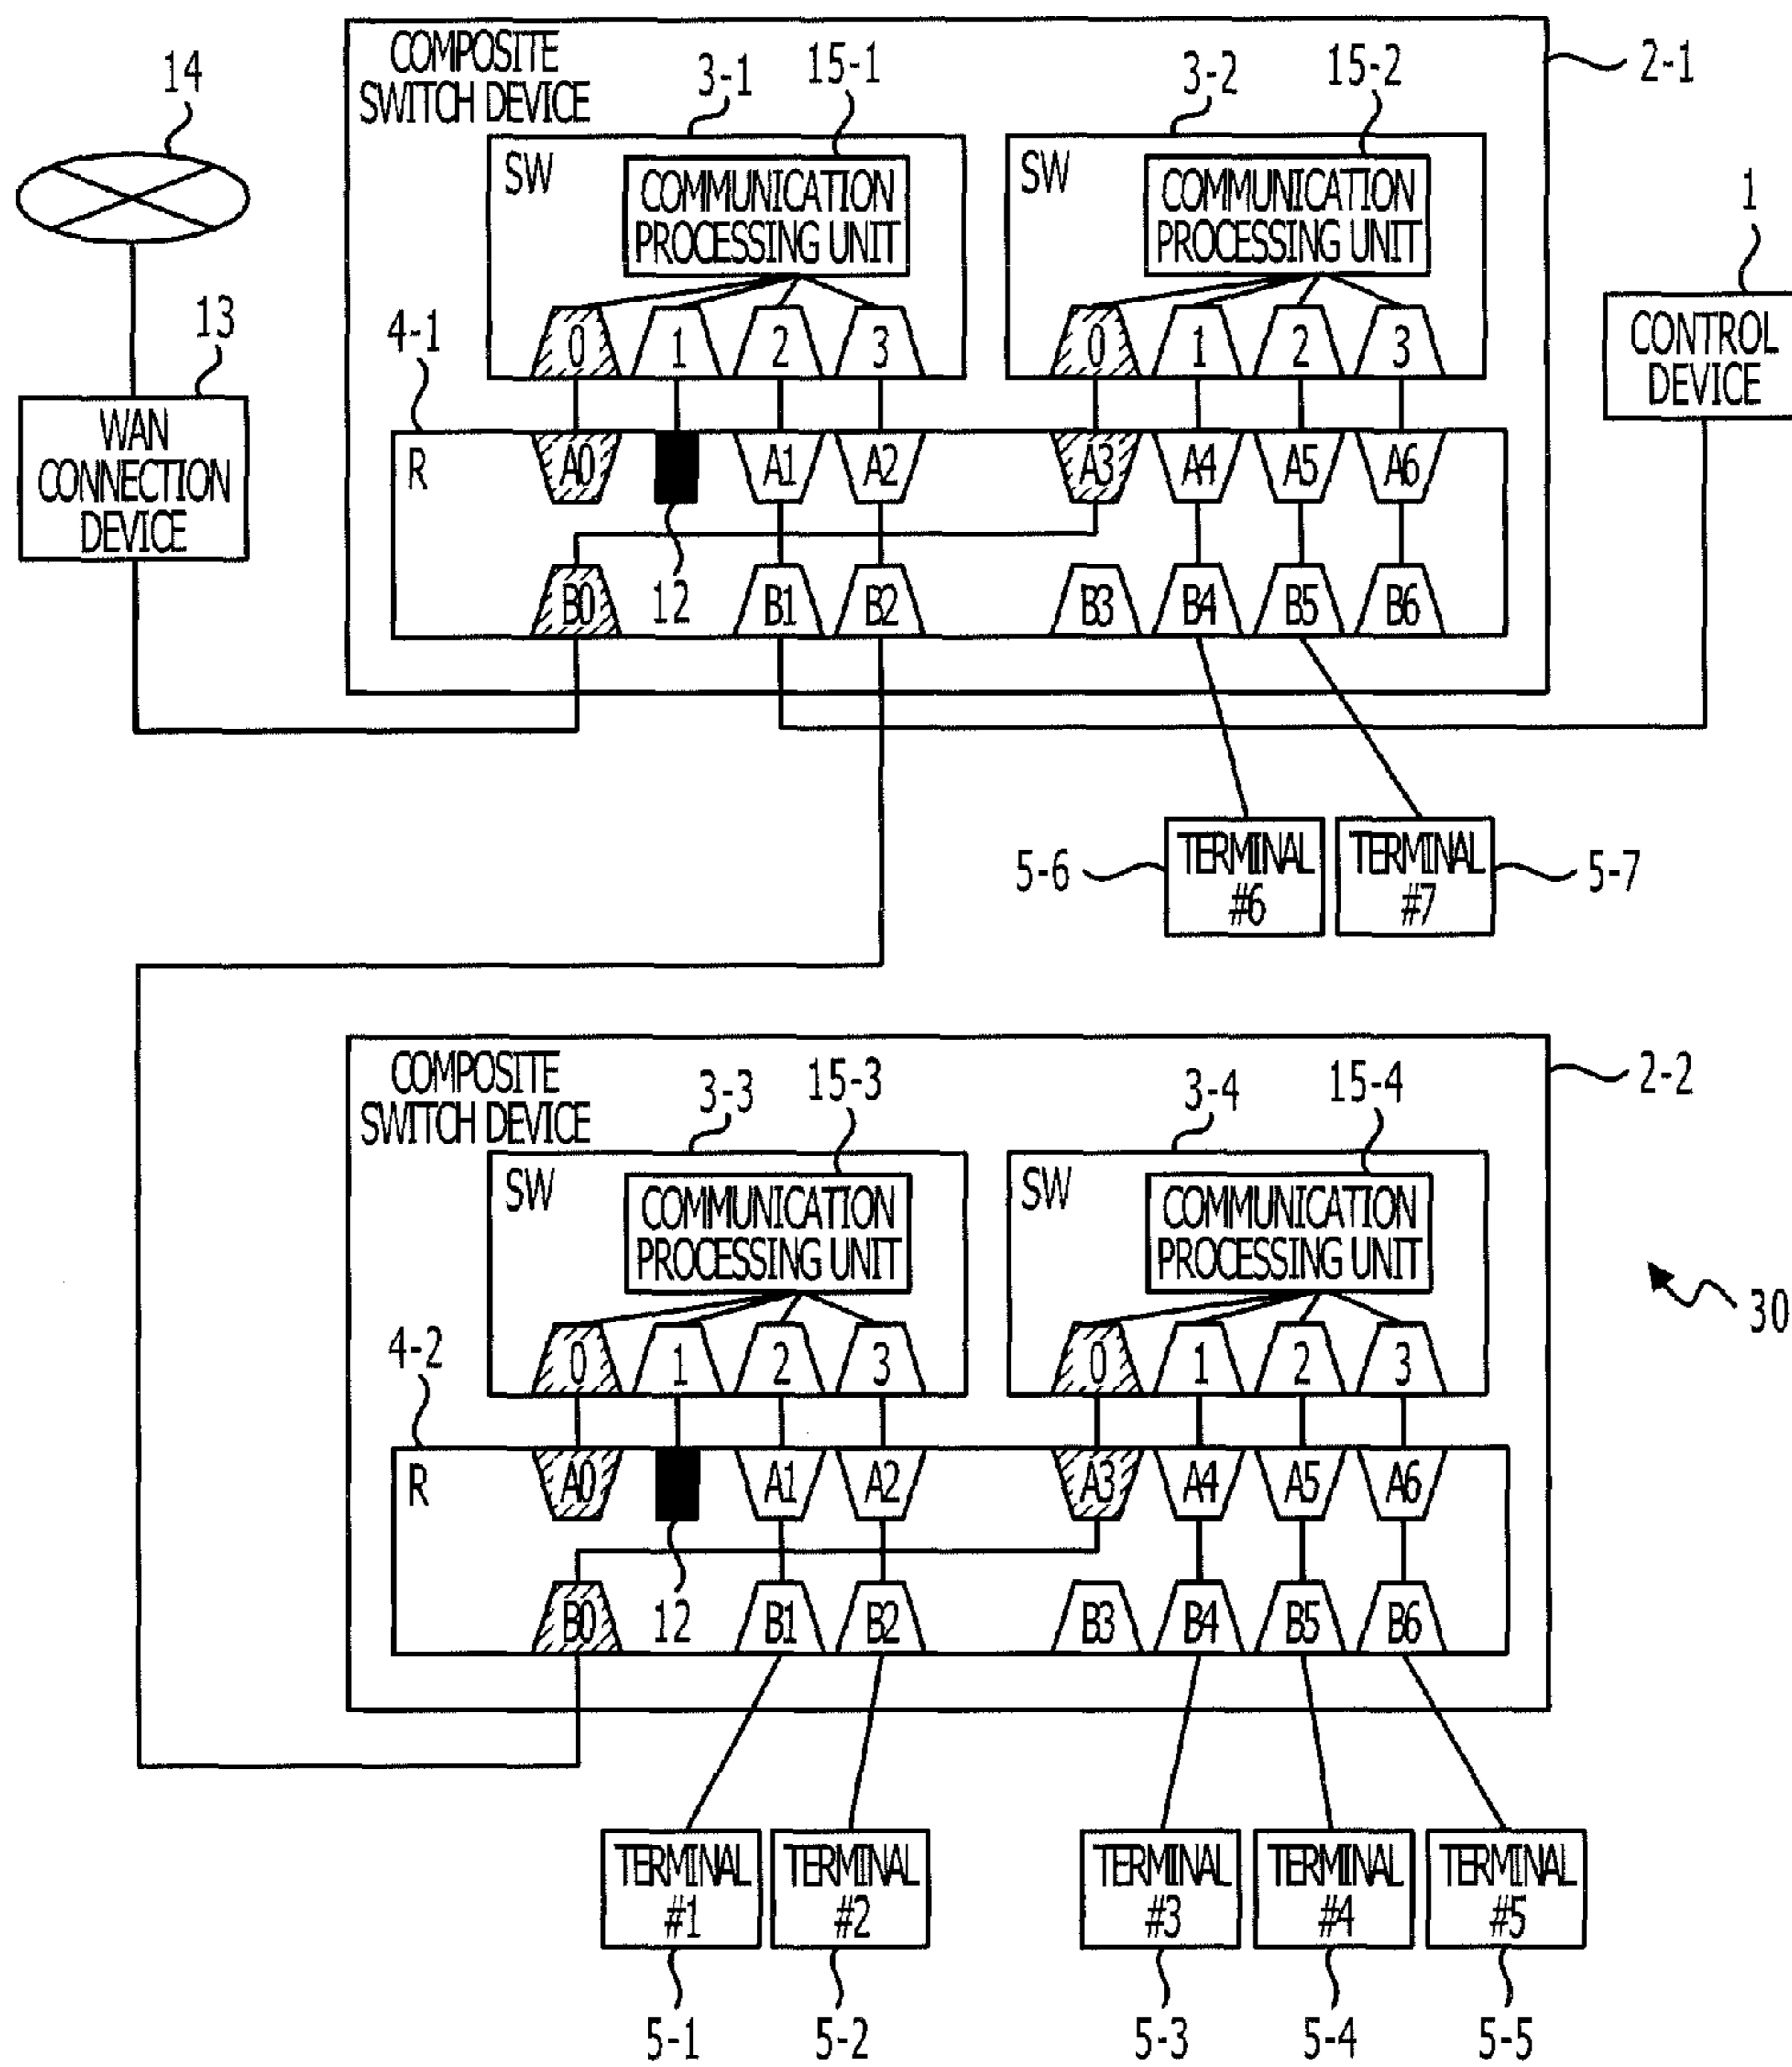 COMPOSITE
SWITCH DEVICE
3-1
15-1
3-2
15-2
2-1
14
SW
COMMUNICATION
PROCESSING UNIT
SW
COMMUNICATION
PROCESSING UNIT
1
CONTROL
DEVICE
13
WAN
CONNECTION
DEVICE
4-1
0
1
2
3
0
1
2
3
R
A0
A1
A2
A3
A4
A5
A6
12
B0
B1
B2
B3
B4
B5
B6
5-6
TERMINAL
#6
TERMINAL
#7
5-7
COMPOSITE
SWITCH DEVICE
3-3
15-3
3-4
15-4
2-2
SW
COMMUNICATION
PROCESSING UNIT
SW
COMMUNICATION
PROCESSING UNIT
30
4-2
0
1
2
3
0
1
2
3
R
A0
A1
A2
A3
A4
A5
A6
12
B0
B1
B2
B3
B4
B5
B6
TERMINAL
#1
TERMINAL
#2
TERMINAL
#3
TERMINAL
#4
TERMINAL
#5
5-1
5-2
5-3
5-4
5-5